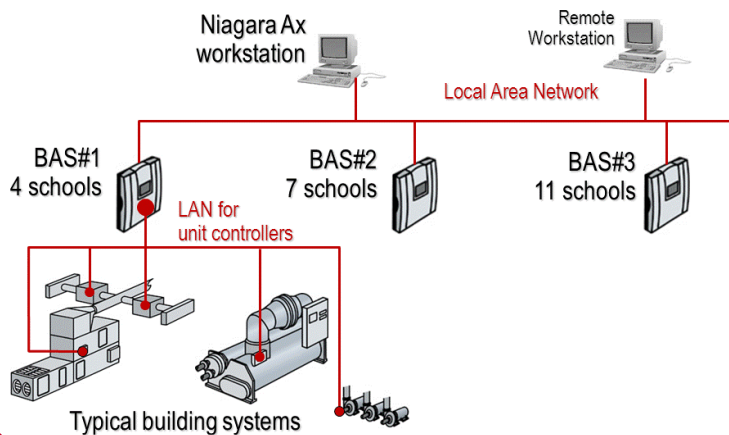 Niagara Ax
workstation
Remote
Workstation
Local Area Network
BAS#1
4 schools
BAS#2
7 schools
BAS#3
11 schools
LAN for
unit controllers
Typical building systems